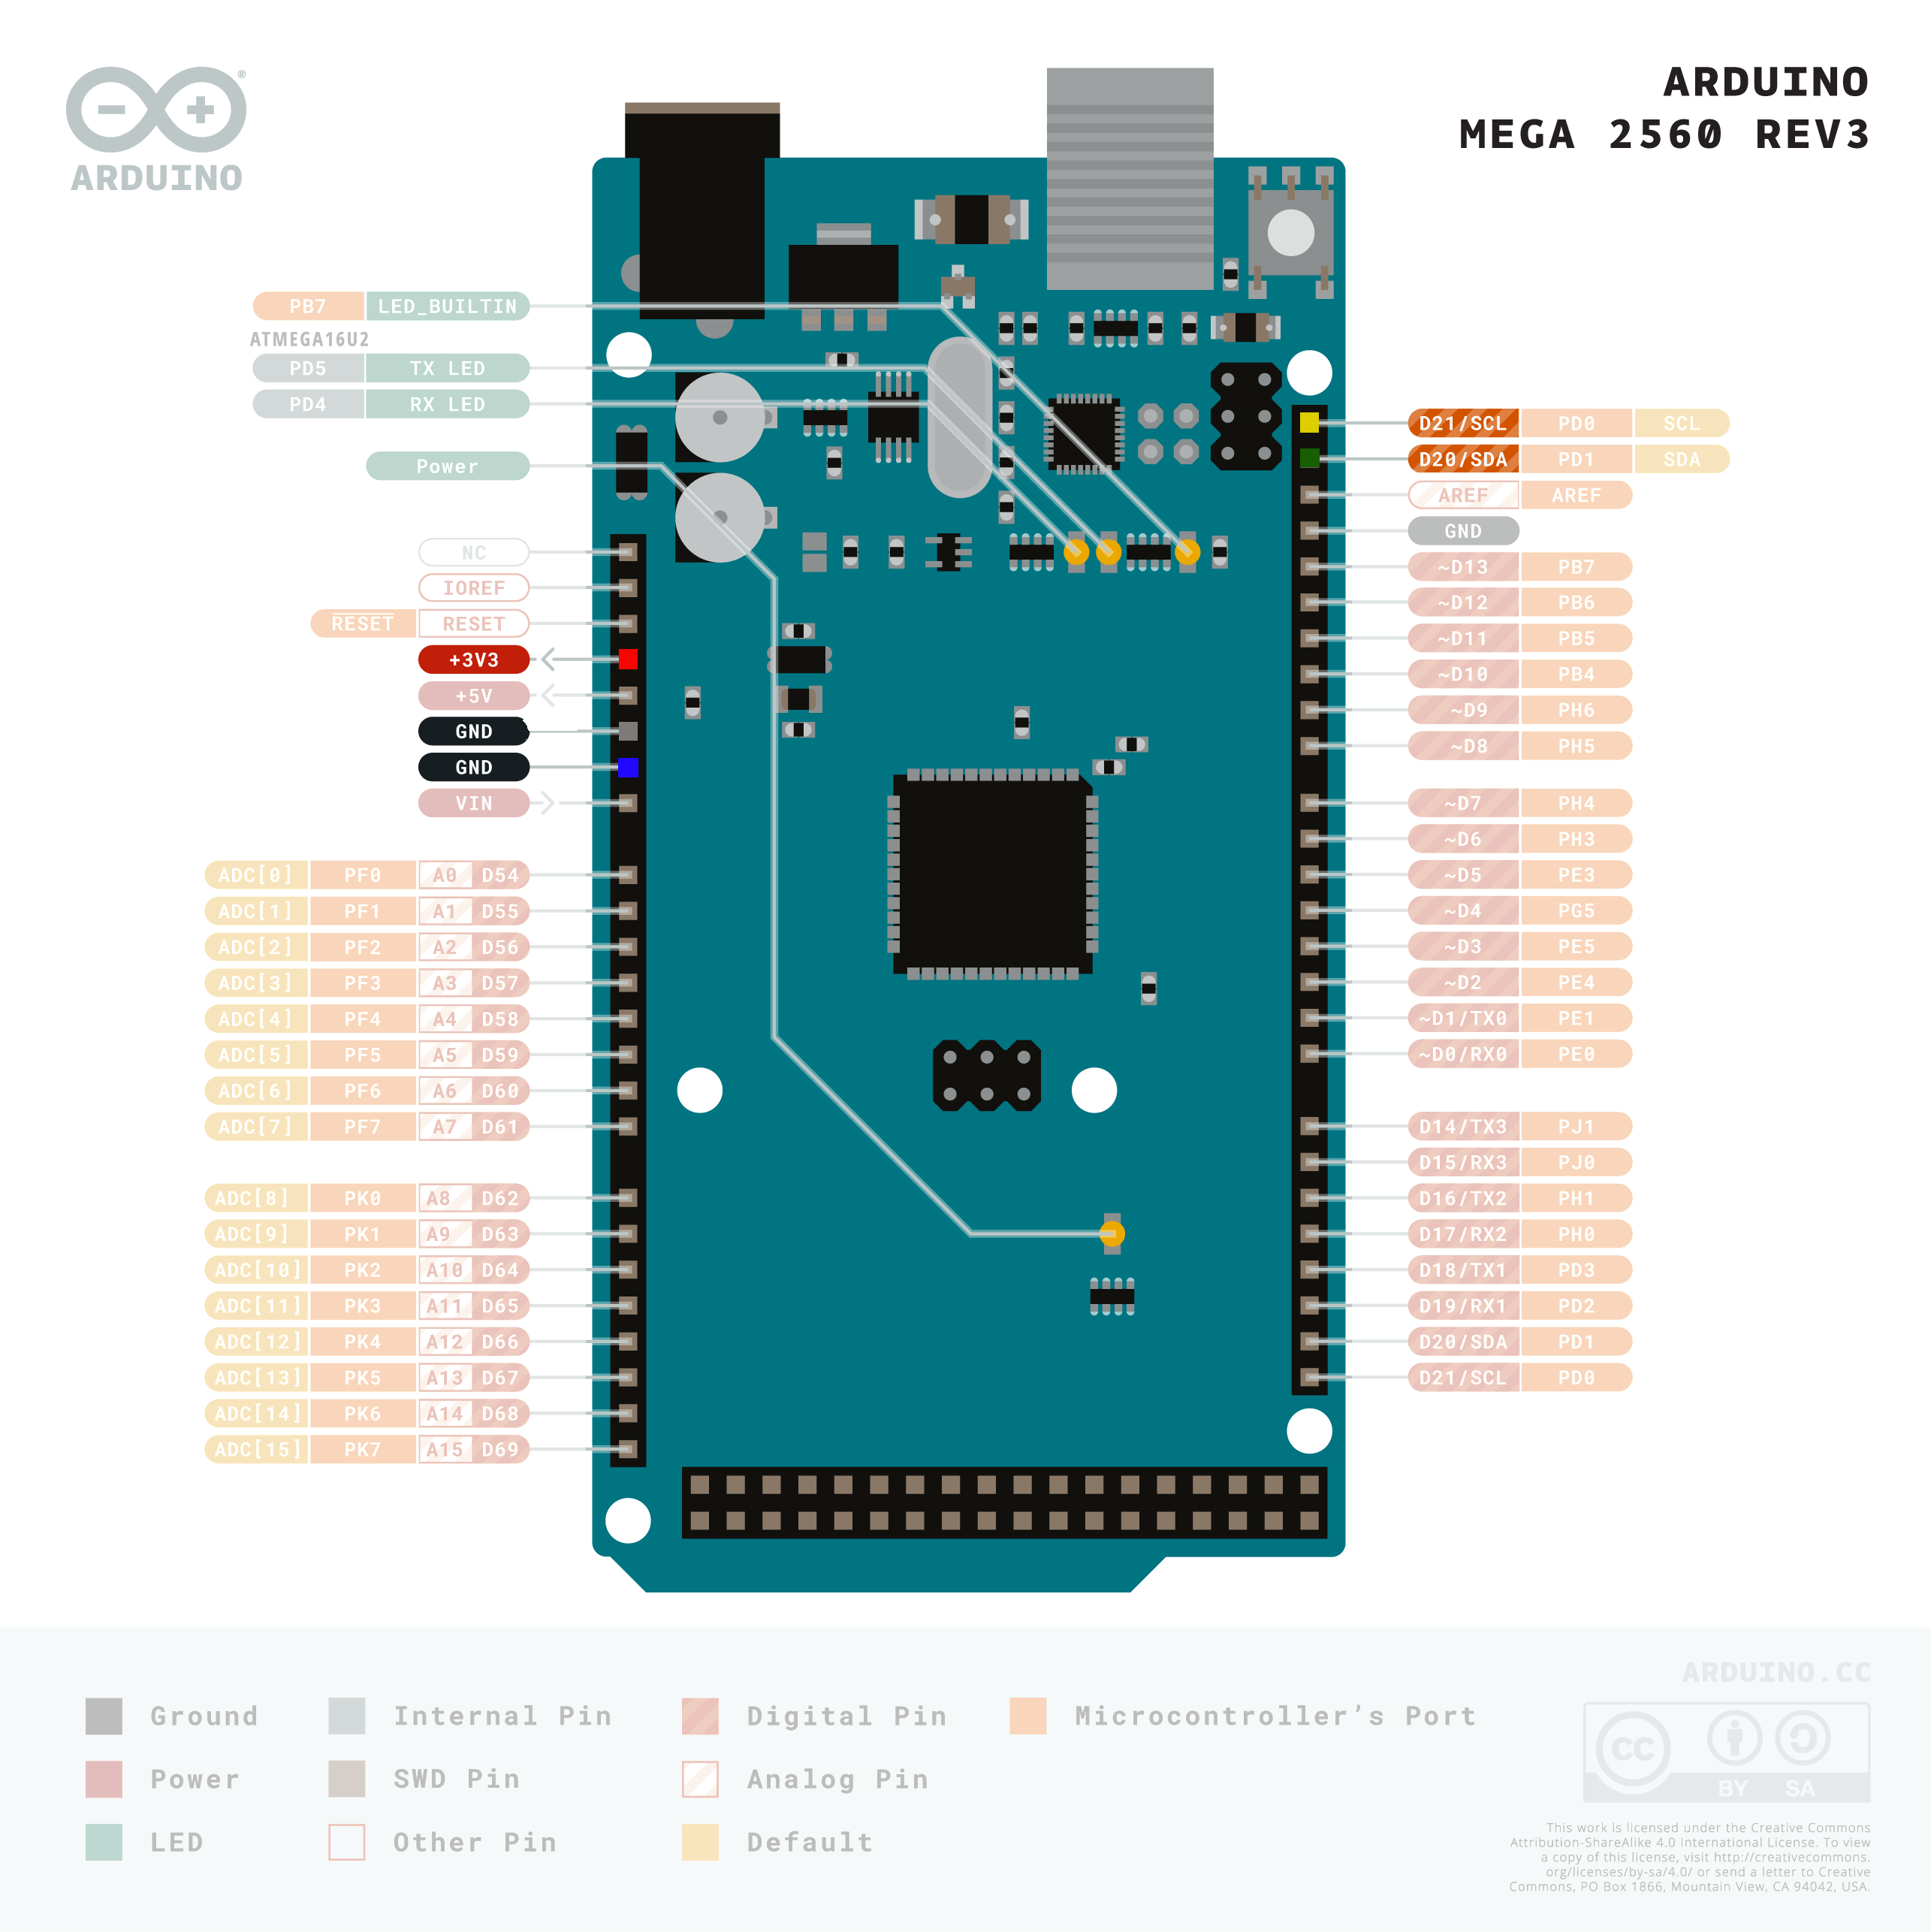 ARDUINO
MEGA 2560 REV3
®
ARDUINO
PB7 LED_BUILTIN
ATMEGA16U2
PD5 TX LED
PD4 RX LED
Power
NC
IOREF
RESET RESET
+3V3
+5V
GND
GND
VIN
ADC[0] PF0 A0 D54
ADC[1] PF1 A1 D55
ADC[2] PF2 A2 D56
ADC[3] PF3 A3 D57
ADC[4] PF4 A4 D58
ADC[5] PF5 A5 D59
ADC[6] PF6 A6 D60
ADC[7] PF7 A7 D61
ADC[8] PK0 A8 D62
ADC[9] PK1 A9 D63
ADC[10] PK2 A10 D64
ADC[11] PK3 A11 D65
ADC[12] PK4 A12 D66
ADC[13] PK5 A13 D67
ADC[14] PK6 A14 D68
ADC[15] PK7 A15 D69
D21/SCL PD0 SCL
D20/SDA PD1 SDA
AREF AREF
GND
~D13 PB7
~D12 PB6
~D11 PB5
~D10 PB4
~D9 PH6
~D8 PH5
~D7 PH4
~D6 PH3
~D5 PE3
~D4 PG5
~D3 PE5
~D2 PE4
~D1/TX0 PE1
~D0/RX0 PE0
D14/TX3 PJ1
D15/RX3 PJ0
D16/TX2 PH1
D17/RX2 PH0
D18/TX1 PD3
D19/RX1 PD2
D20/SDA PD1
D21/SCL PD0
Ground
Power
LED
Internal Pin
SWD Pin
Other Pin
Digital Pin
Analog Pin
Default
Microcontroller’s Port
ARDUINO.CC
CC
BY SA
This work is licensed under the Creative Commons
Attribution-ShareAlike 4.0 International License. To view
a copy of this license, visit http://creativecommons.
org/licenses/by-sa/4.0/ or send a letter to Creative
Commons, PO Box 1866, Mountain View, CA 94042, USA.